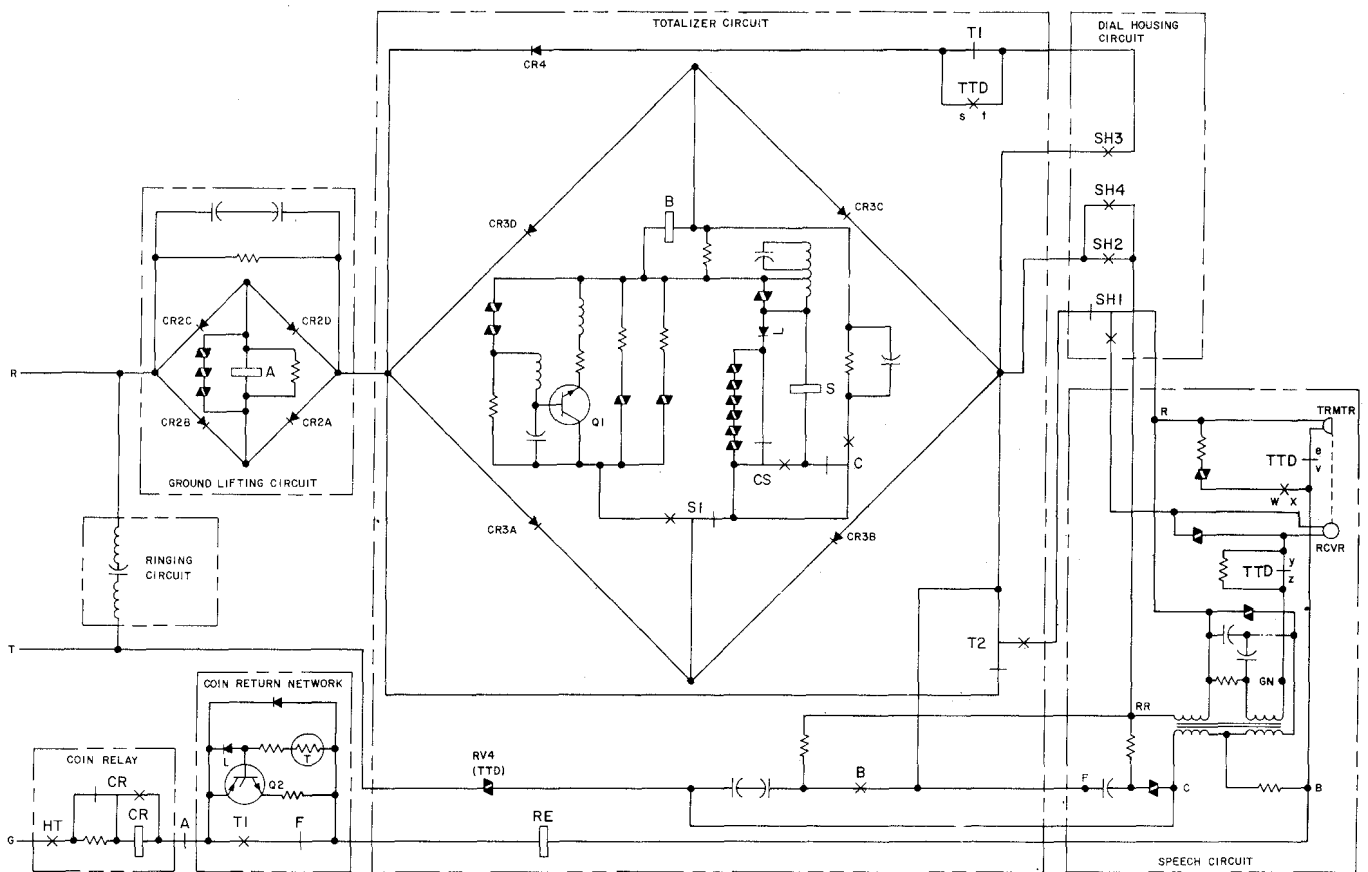 TOTALIZER CIRCUIT
DIAL HOUSING
CIRCUIT
T1
CR4
TTD
s t
SH3
SH4
B
CR3D
CR3C
SH2
SH1
CR2C
CR2D
L
R
A
S
Q1
CR2B
CR2A
R
TRMTR
e
TTD
v
C
GROUND LIFTING CIRCUIT
CS
W X
S1
CR3A
CR3B
RCVR
RINGING
CIRCUIT
y
TTD
z
T
T2
COIN RETURN NETWORK
GN
RR
COIN RELAY
L
T
RV4
(TTD)
B
CR
Q2
F
C
B
HT
CR
A
T1
F
RE
G
SPEECH CIRCUIT